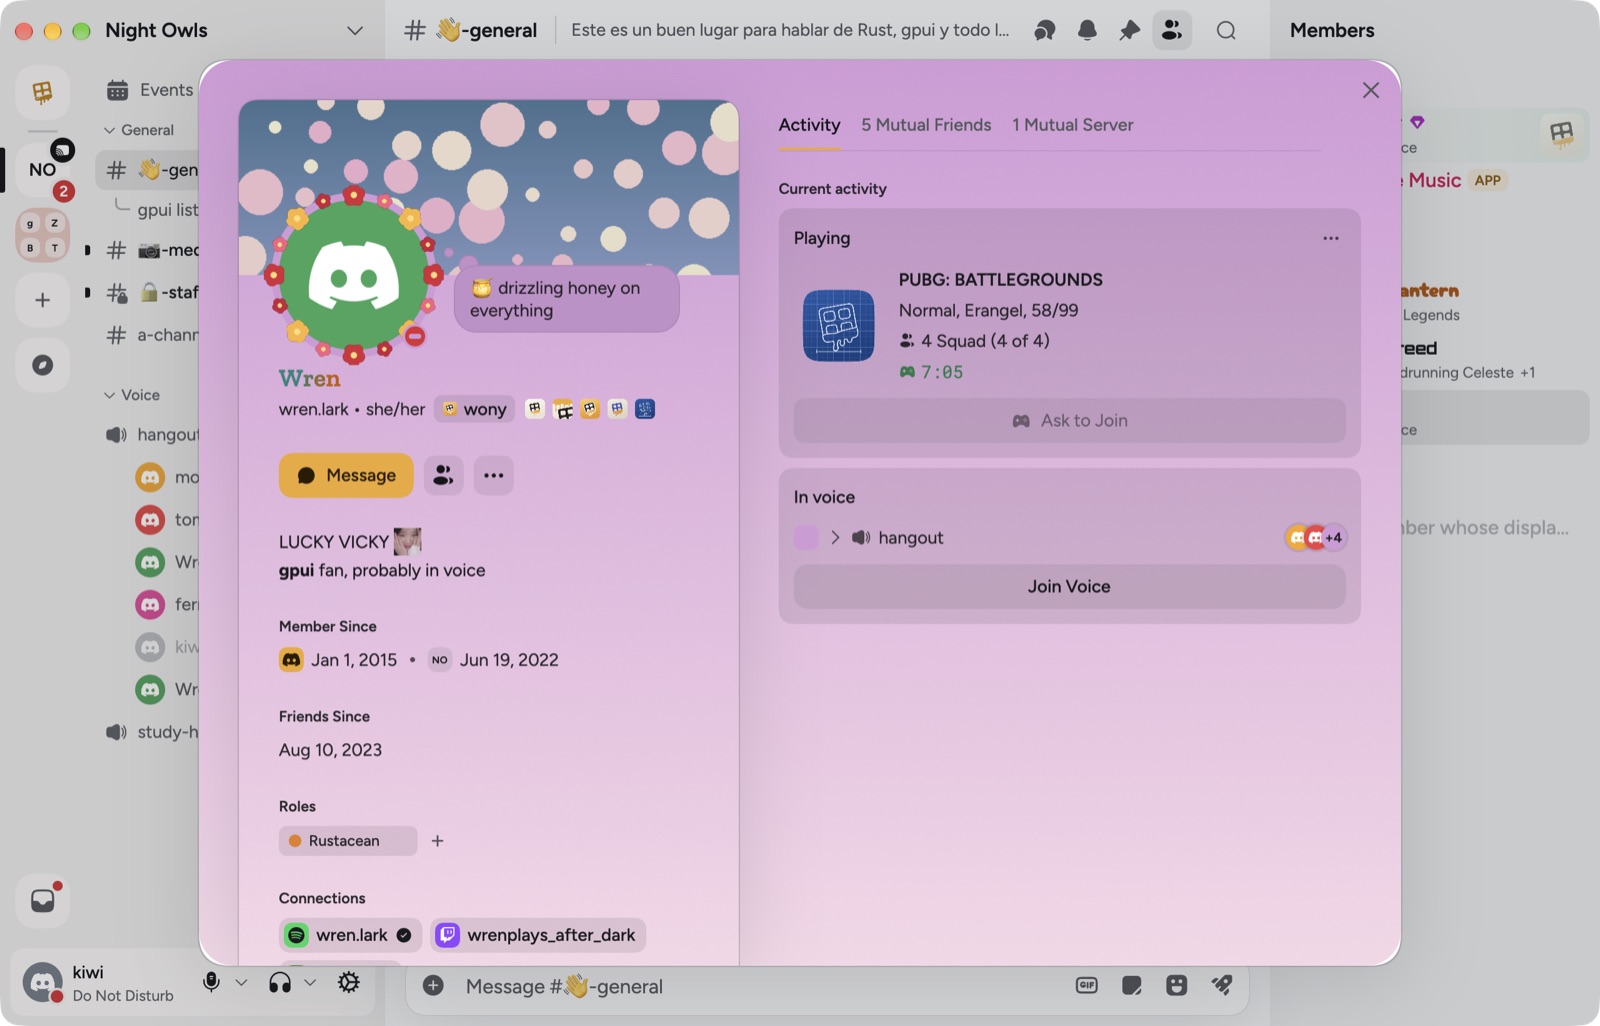 Night Owls
👋-general
Este es un buen lugar para hablar de Rust, gpui y todo l...
Members
Events
General
NO
2
👋-gen
gpui list
g Z
B T
📷-med
🔒-staf
a-chann
Voice
hangout
mo
tom
Wr
fern
kiw
Wr
study-h
kiwi
Do Not Disturb
🍯 drizzling honey on
everything
Wren
wren.lark • she/her
wony
Message
LUCKY VICKY
gpui fan, probably in voice
Member Since
Jan 1, 2015 • NO Jun 19, 2022
Friends Since
Aug 10, 2023
Roles
Rustacean
Connections
wren.lark
wrenplays_after_dark
Activity
5 Mutual Friends
1 Mutual Server
Current activity
Playing
PUBG: BATTLEGROUNDS
Normal, Erangel, 58/99
4 Squad (4 of 4)
7:05
Ask to Join
In voice
hangout
+4
Join Voice
ce
Music APP
antern
Legends
reed
drunning Celeste +1
ce
ber whose displa...
Message #👋-general
GIF